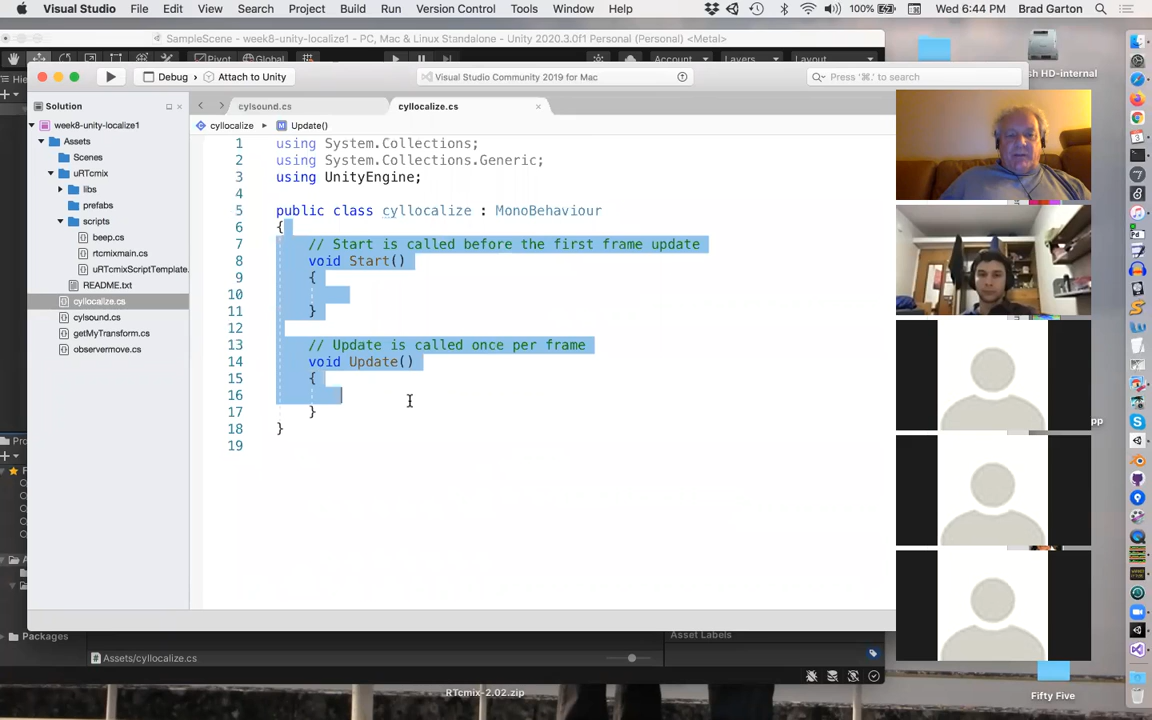 Visual Studio File Edit View Search Project Build Run Version Control Tools Window Help 100% Wed 6:44 PM Brad Garton
SampleScene - week8-unity-localize1 - PC, Mac & Linux Standalone - Unity 2020.3.0f1 Personal (Personal) <Metal>
Pivot Global Account Layers Layout
Debug > Attach to Unity Visual Studio Community 2019 for Mac Press '⌘.' to search
Solution
cylsound.cs cyllocalize.cs
cyllocalize Update()
week8-unity-localize1
Assets
Scenes
uRTcmix
libs
prefabs
scripts
beep.cs
rtcmixmain.cs
uRTcmixScriptTemplate.
README.txt
cyllocalize.cs
cylsound.cs
getMyTransform.cs
observermove.cs
1 using System.Collections;
2 using System.Collections.Generic;
3 using UnityEngine;
4
5 public class cyllocalize : MonoBehaviour
6 {
7 // Start is called before the first frame update
8 void Start()
9 {
10
11 }
12
13 // Update is called once per frame
14 void Update()
15 {
16
17 }
18 }
19
Packages
Asset Labels
Assets/cyllocalize.cs
RTcmix-2.02.zip
sh HD-internal
pp
Fifty Five